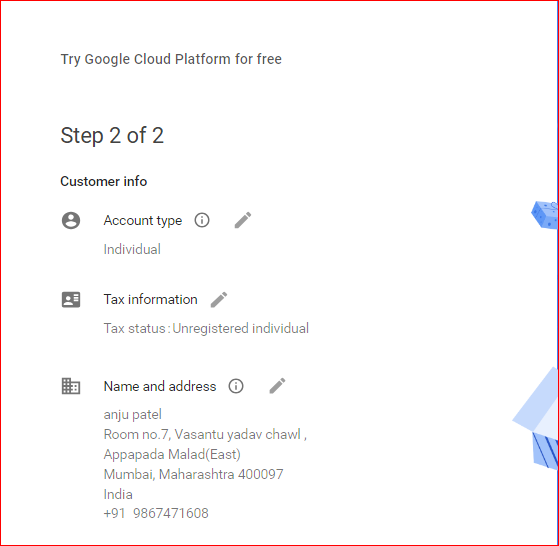 Try Google Cloud Platform for free
Step 2 of 2
Customer info
Account type
Individual
Tax information
Tax status: Unregistered individual
Name and address
anju patel
Room no.7, Vasantu yadav chawl ,
Appapada Malad(East)
Mumbai, Maharashtra 400097
India
+91 9867471608